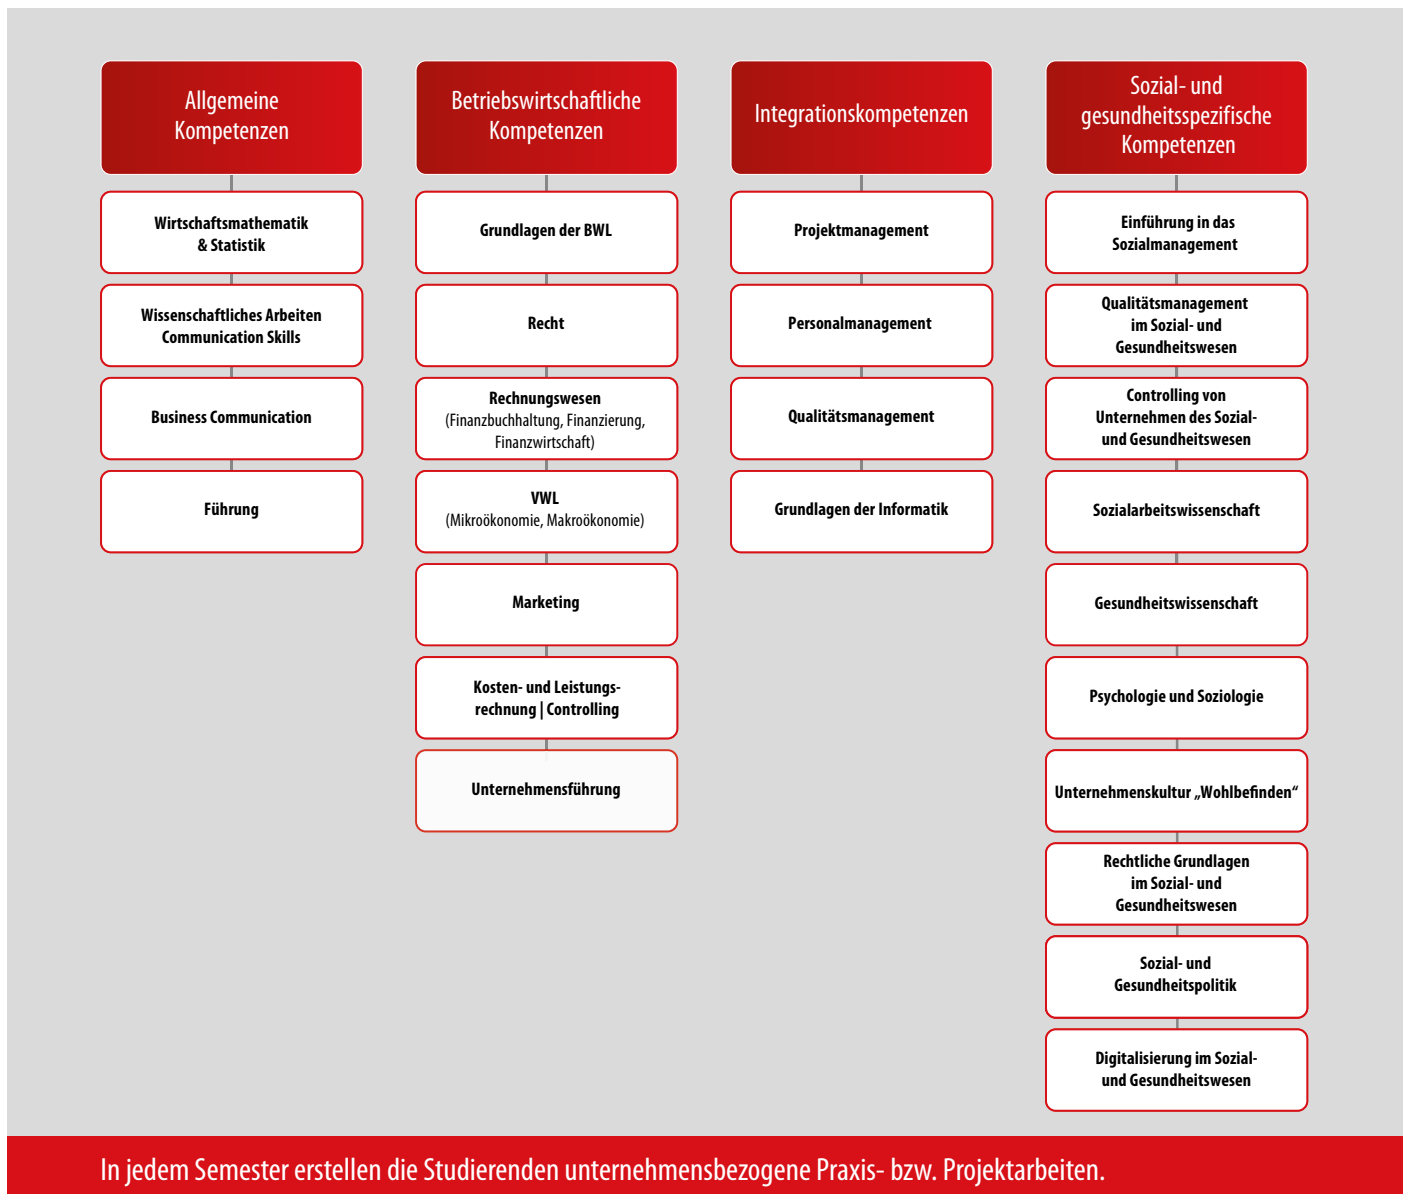 Allgemeine
Kompetenzen
Wirtschaftsmathematik
& Statistik
Wissenschaftliches Arbeiten
Communication Skills
Business Communication
Führung
Betriebswirtschaftliche
Kompetenzen
Grundlagen der BWL
Recht
Rechnungswesen
(Finanzbuchhaltung, Finanzierung,
Finanzwirtschaft)
VWL
(Mikroökonomie, Makroökonomie)
Marketing
Kosten- und Leistungs-
rechnung | Controlling
Unternehmensführung
Integrationskompetenzen
Projektmanagement
Personalmanagement
Qualitätsmanagement
Grundlagen der Informatik
Sozial- und
gesundheitsspezifische
Kompetenzen
Einführung in das
Sozialmanagement
Qualitätsmanagement
im Sozial- und
Gesundheitswesen
Controlling von
Unternehmen des Sozial-
und Gesundheitswesen
Sozialarbeitswissenschaft
Gesundheitswissenschaft
Psychologie und Soziologie
Unternehmenskultur „Wohlbefinden“
Rechtliche Grundlagen
im Sozial- und
Gesundheitswesen
Sozial- und
Gesundheitspolitik
Digitalisierung im Sozial-
und Gesundheitswesen
In jedem Semester erstellen die Studierenden unternehmensbezogene Praxis- bzw. Projektarbeiten.